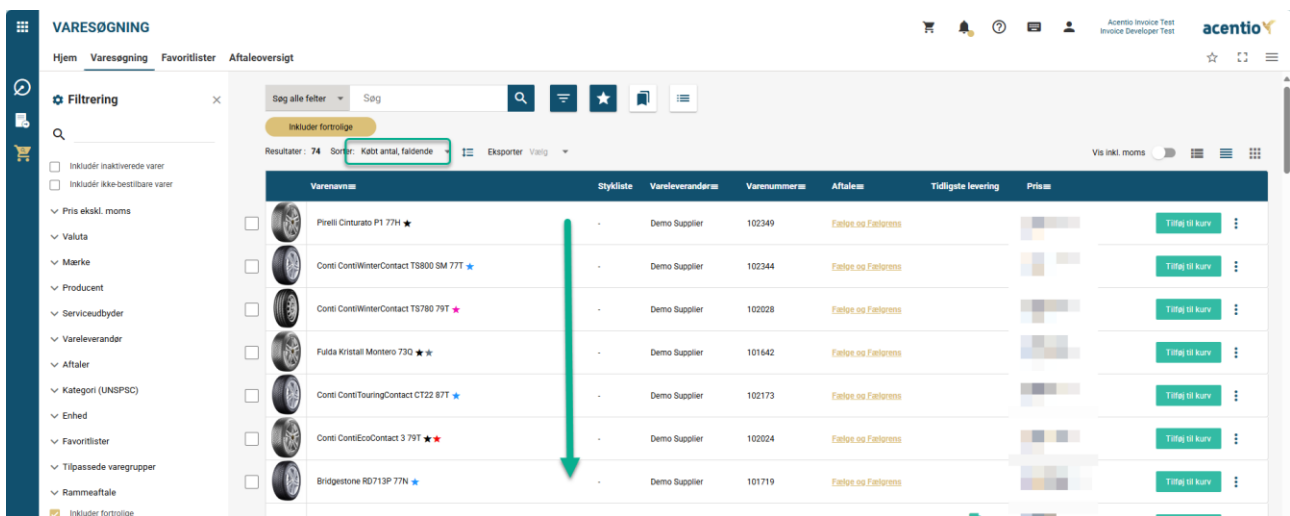 VARESØGNING
Acentio Invoice Test
Invoice Developer Test
acentio
Hjem Varesøgning Favoritlister Aftaleoversigt
Filtrering
Inkludér inaktiverede varer
Inkludér ikke-bestilbare varer
Pris ekskl. moms
Valuta
Mærke
Producent
Serviceudbyder
Vareleverandør
Aftaler
Kategori (UNSPSC)
Enhed
Favoritlister
Tilpassede varegrupper
Rammeaftale
Inkluder fortrolige
Søg alle felter Søg
Inkluder fortrolige
Resultater: 74 Sorter: Købt antal, faldende Eksporter Vælg Vis inkl. moms
Varenavn Stykliste Vareleverandør Varenummer Aftale Tidligste levering Pris
Pirelli Cinturato P1 77H ★ - Demo Supplier 102349 Fælge og Fælgrens Tilføj til kurv
Conti ContiWinterContact TS800 SM 77T ★ - Demo Supplier 102344 Fælge og Fælgrens Tilføj til kurv
Conti ContiWinterContact TS780 79T ★ - Demo Supplier 102028 Fælge og Fælgrens Tilføj til kurv
Fulda Kristall Montero 73Q ★ ★ - Demo Supplier 101642 Fælge og Fælgrens Tilføj til kurv
Conti ContiTouringContact CT22 87T ★ - Demo Supplier 102173 Fælge og Fælgrens Tilføj til kurv
Conti ContiEcoContact 3 79T ★ ★ - Demo Supplier 102024 Fælge og Fælgrens Tilføj til kurv
Bridgestone RD713P 77N ★ - Demo Supplier 101719 Fælge og Fælgrens Tilføj til kurv